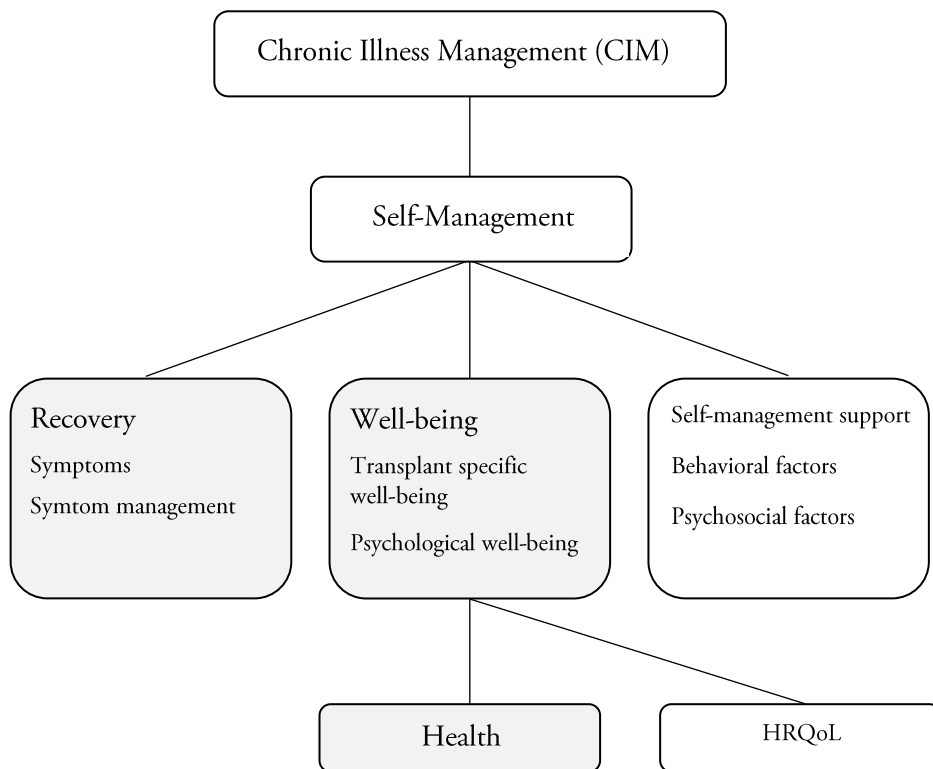 Chronic Illness Management (CIM)
Self-Management
Recovery
Symptoms
Symtom management
Well-being
Transplant specific
well-being
Psychological well-being
Self-management support
Behavioral factors
Psychosocial factors
Health
HRQoL